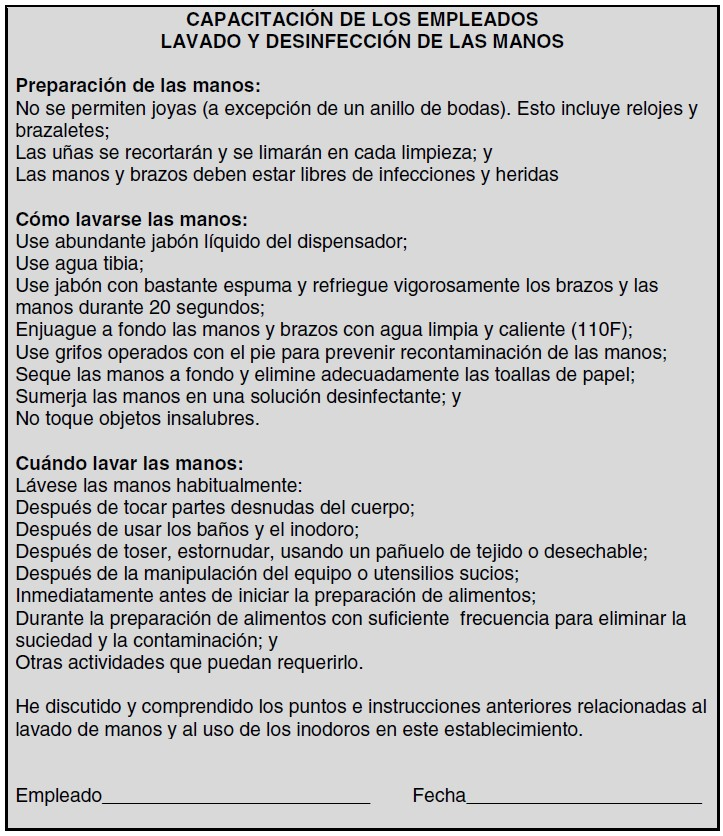 CAPACITACIÓN DE LOS EMPLEADOS
LAVADO Y DESINFECCIÓN DE LAS MANOS
Preparación de las manos:
No se permiten joyas (a excepción de un anillo de bodas). Esto incluye relojes y
brazaletes;
Las uñas se recortarán y se limarán en cada limpieza; y
Las manos y brazos deben estar libres de infecciones y heridas
Cómo lavarse las manos:
Use abundante jabón líquido del dispensador;
Use agua tibia;
Use jabón con bastante espuma y refriegue vigorosamente los brazos y las
manos durante 20 segundos;
Enjuague a fondo las manos y brazos con agua limpia y caliente (110F);
Use grifos operados con el pie para prevenir recontaminación de las manos;
Seque las manos a fondo y elimine adecuadamente las toallas de papel;
Sumerja las manos en una solución desinfectante; y
No toque objetos insalubres.
Cuándo lavar las manos:
Lávese las manos habitualmente:
Después de tocar partes desnudas del cuerpo;
Después de usar los baños y el inodoro;
Después de toser, estornudar, usando un pañuelo de tejido o desechable;
Después de la manipulación del equipo o utensilios sucios;
Inmediatamente antes de iniciar la preparación de alimentos;
Durante la preparación de alimentos con suficiente  frecuencia para eliminar la
suciedad y la contaminación; y
Otras actividades que puedan requerirlo.
He discutido y comprendido los puntos e instrucciones anteriores relacionadas al
lavado de manos y al uso de los inodoros en este establecimiento.
Empleado__________________________ Fecha_______________________